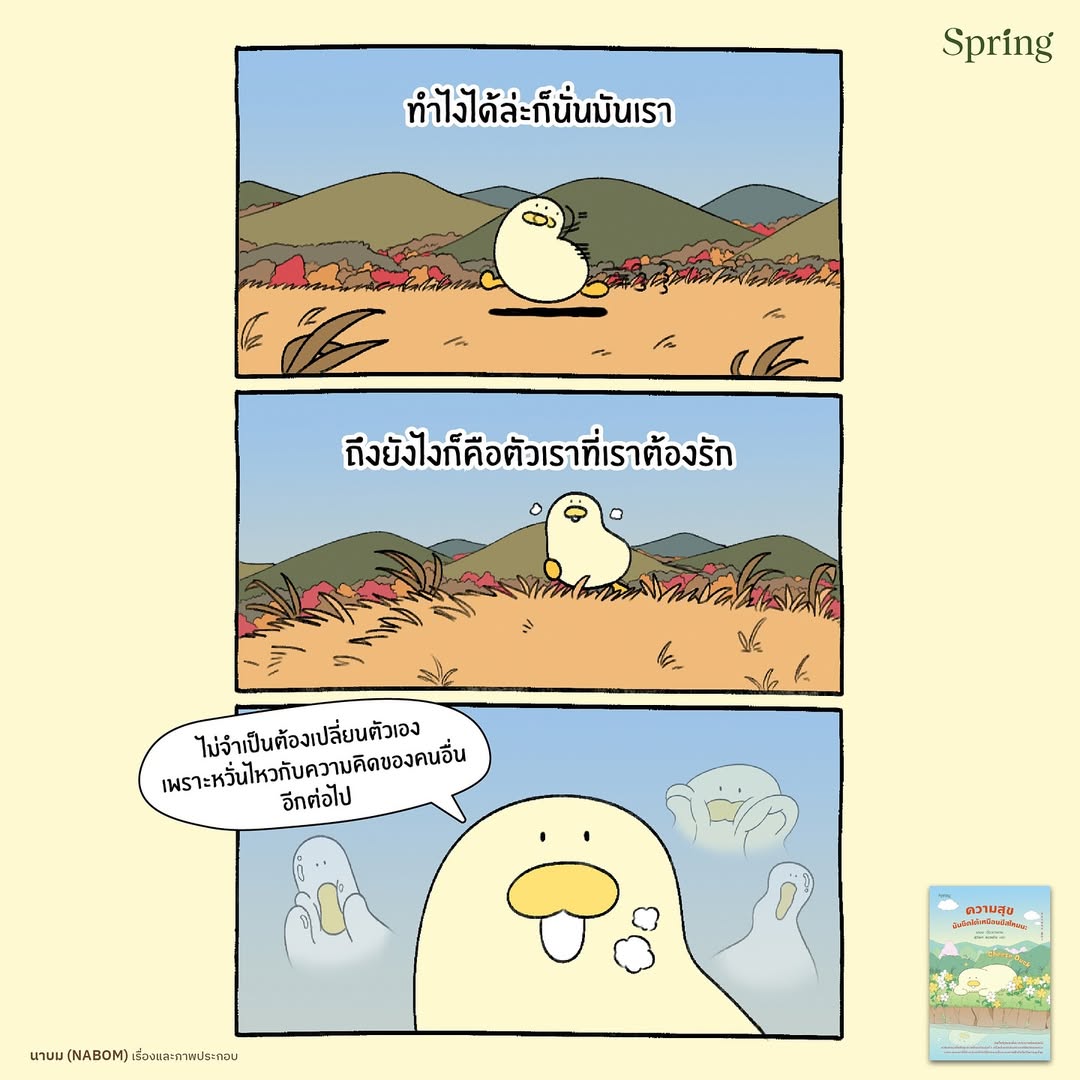 Spring
ทำไงได้ล่ะก็นั่นมันเรา
ถึงยังไงก็คือตัวเราที่เราต้องรัก
ไม่จำเป็นต้องเปลี่ยนตัวเอง
เพราะหวั่นไหวกับความคิดของคนอื่น
อีกต่อไป
ความสุข
Cheese Duck
นาบม (NABOM) เรื่องและภาพประกอบ